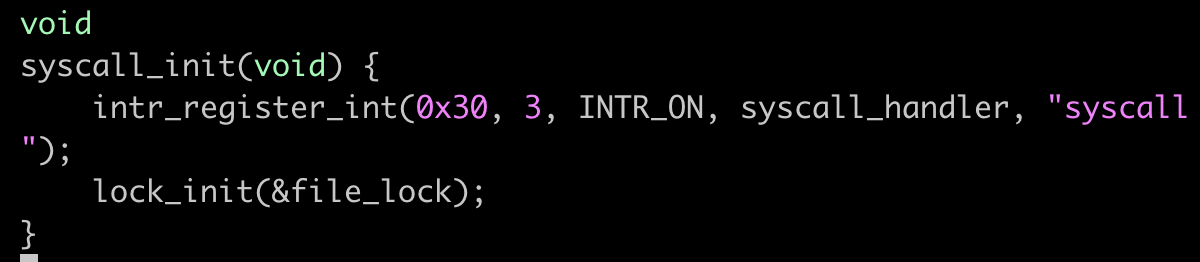 void
syscall_init(void) {
    intr_register_int(0x30, 3, INTR_ON, syscall_handler, "syscall
");
    lock_init(&file_lock);
}